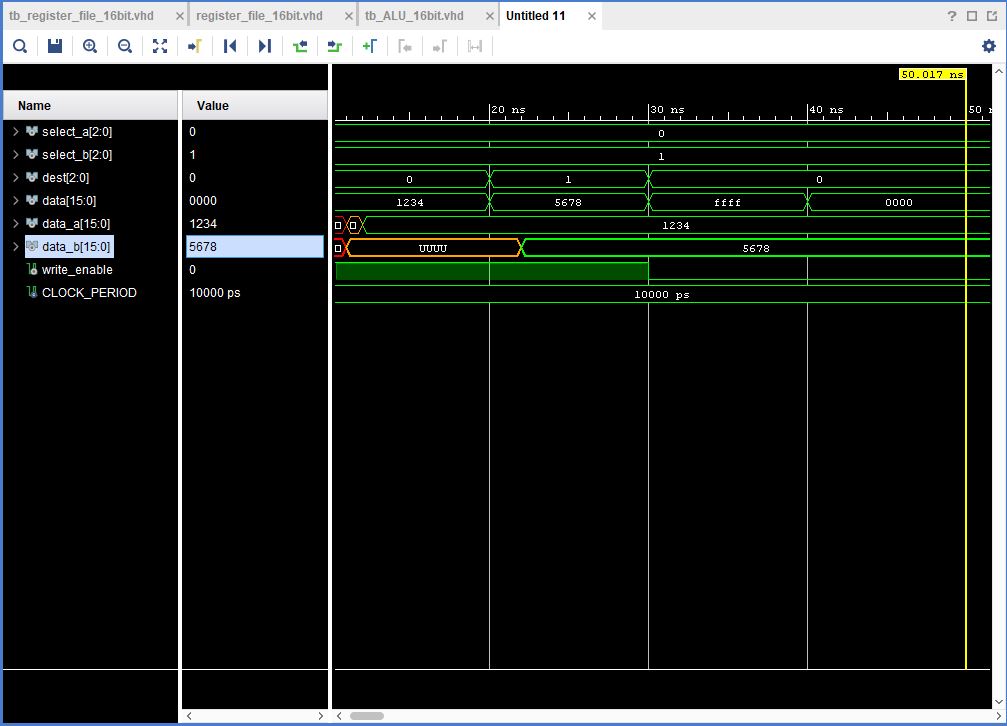 tb_register_file_16bit.vhd register_file_16bit.vhd tb_ALU_16bit.vhd Untitled 11
50.017 ns
Name Value
20 ns 30 ns 40 ns 50 n
select_a[2:0] 0 0
select_b[2:0] 1 1
dest[2:0] 0 0 1 0
data[15:0] 0000 1234 5678 ffff 0000
data_a[15:0] 1234 1234
data_b[15:0] 5678 UUUU 5678
write_enable 0
CLOCK_PERIOD 10000 ps 10000 ps